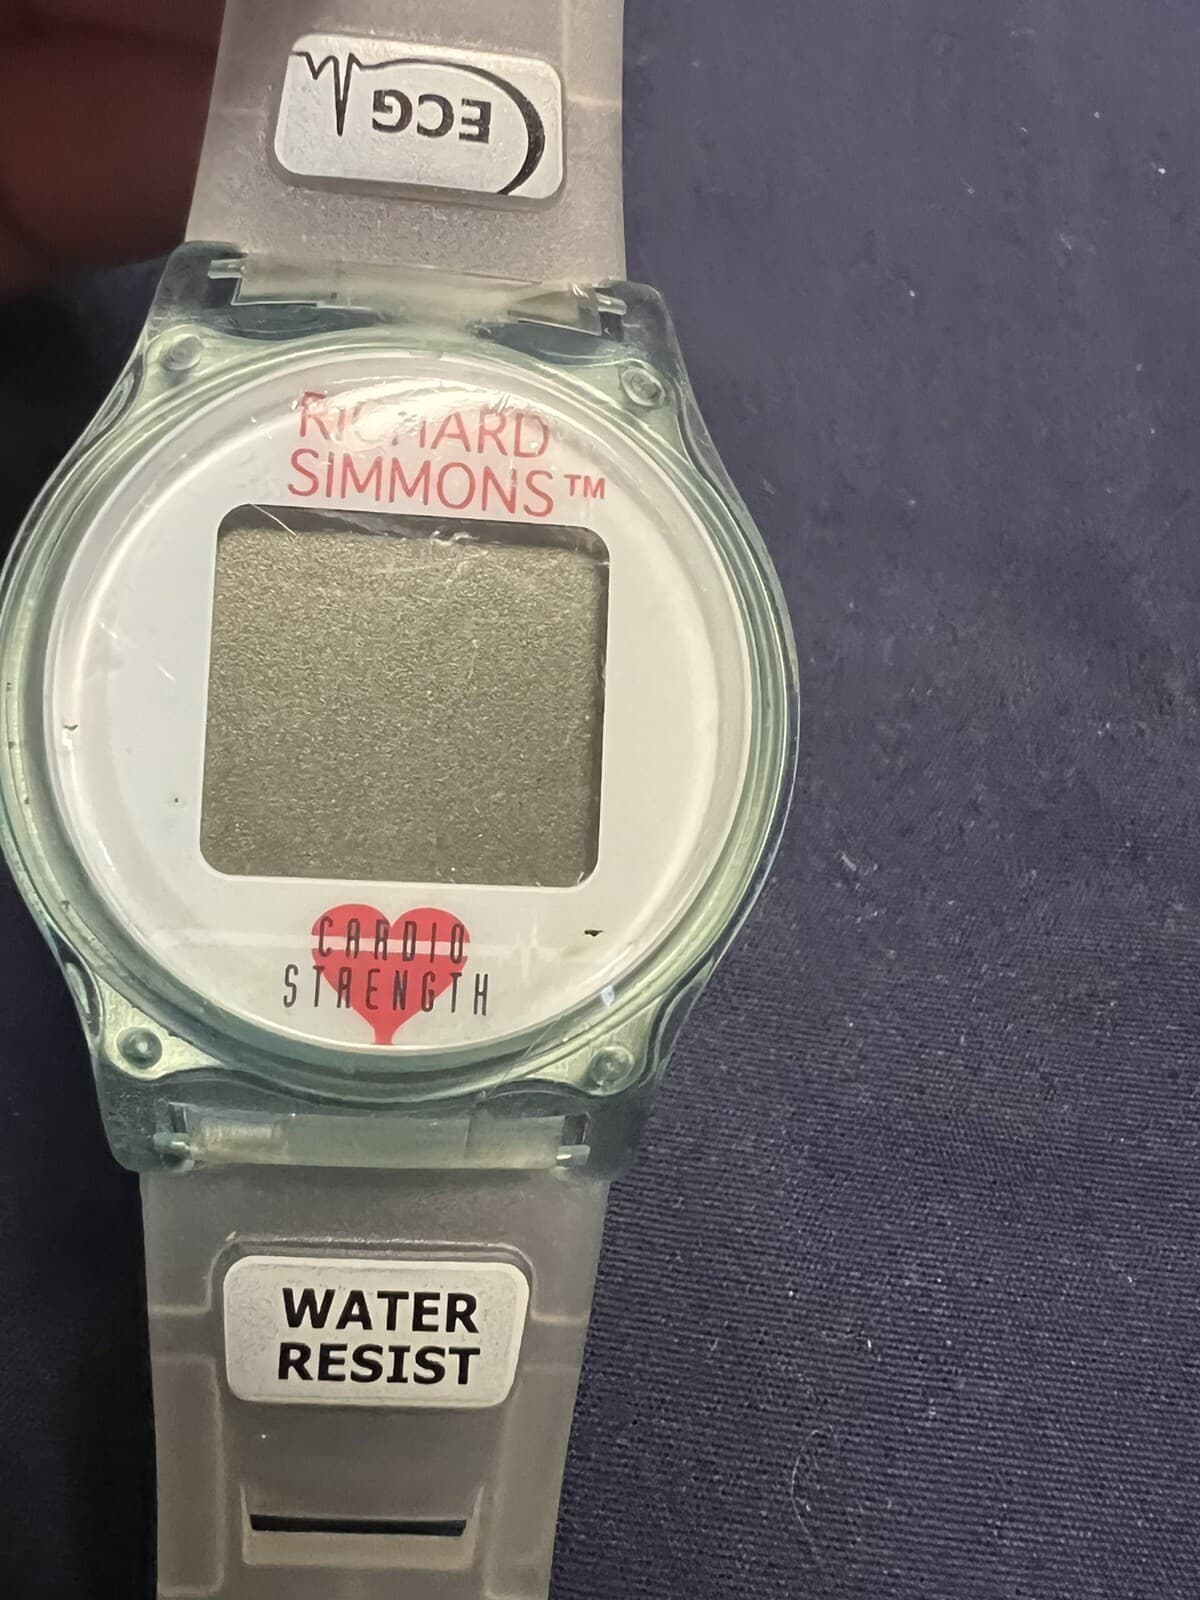 ECG
RICHARD
SIMMONS™
CARDIO
STRENGTH
WATER
RESIST